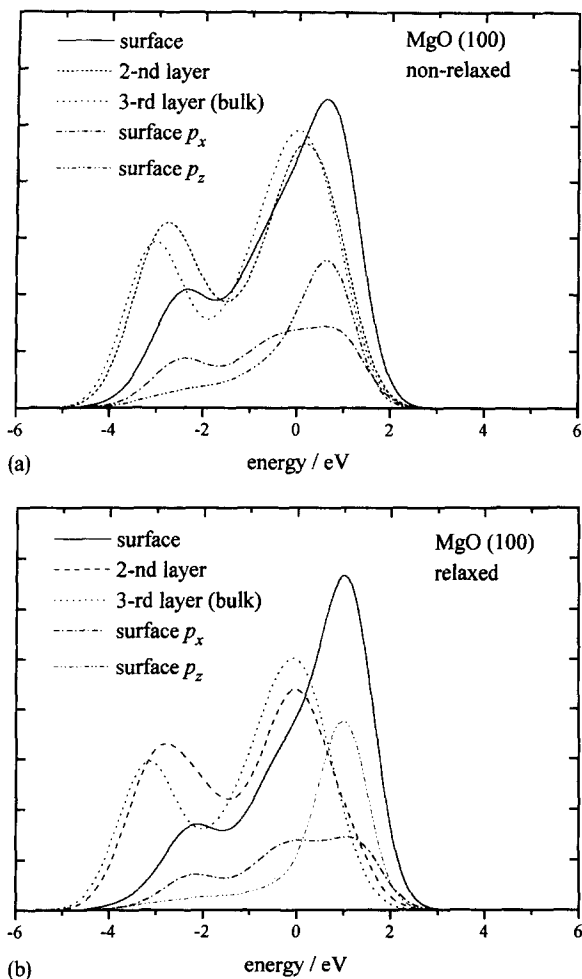 surface
2-nd layer
3-rd layer (bulk)
surface pₓ
surface p_z
MgO (100)
non-relaxed
-6 -4 -2 0 2 4 6
(a)
energy / eV
surface
2-nd layer
3-rd layer (bulk)
surface pₓ
surface p_z
MgO (100)
relaxed
-6 -4 -2 0 2 4 6
energy / eV
(b)